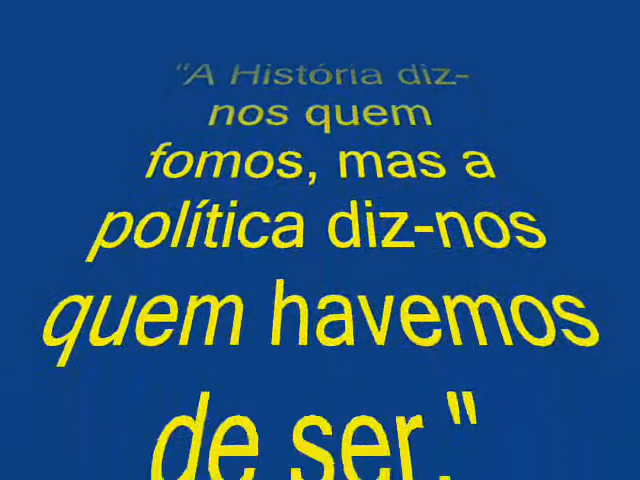 "A História diz-
nos quem
fomos, mas a
política diz-nos
quem havemos
de ser."